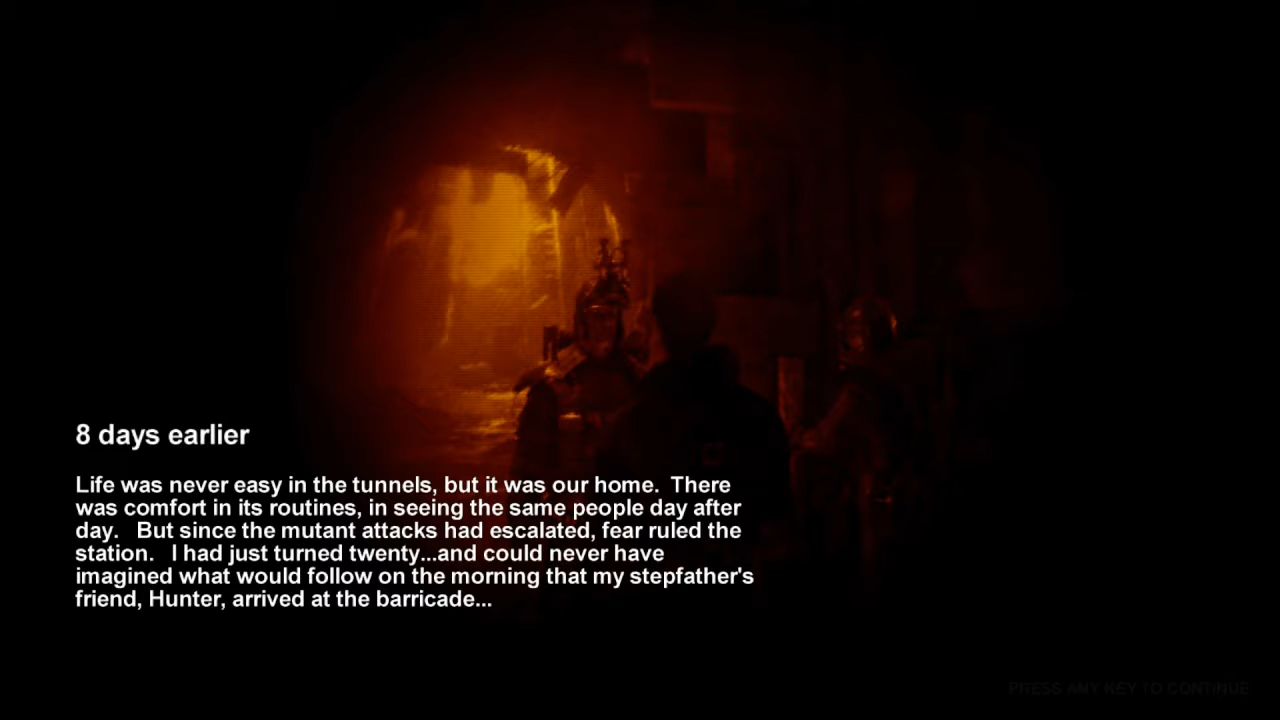 8 days earlier
Life was never easy in the tunnels, but it was our home.  There
was comfort in its routines, in seeing the same people day after
day.   But since the mutant attacks had escalated, fear ruled the
station.   I had just turned twenty...and could never have
imagined what would follow on the morning that my stepfather's
friend, Hunter, arrived at the barricade...
PRESS ANY KEY TO CONTINUE